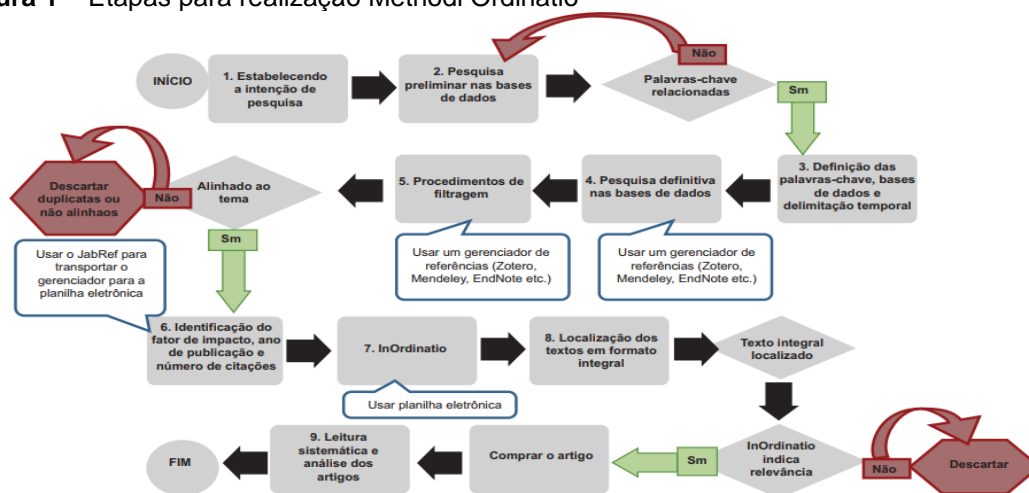 ura 1 – Etapas para realização Methodi Ordinatio
INÍCIO
1. Estabelecendo
a intenção de
pesquisa
2. Pesquisa
preliminar nas bases
de dados
Não
Palavras-chave
relacionadas
Sm
Descartar
duplicatas ou
não alinhaos
Não
Alinhado ao
tema
5. Procedimentos de
filtragem
4. Pesquisa definitiva
nas bases de dados
3. Definição das
palavras-chave, bases
de dados e
delimitação temporal
Sm
Usar o JabRef para
transportar o
gerenciador para a
planilha eletrônica
Usar um gerenciador de
referências (Zotero,
Mendeley, EndNote etc.)
Usar um gerenciador de
referências (Zotero,
Mendeley, EndNote etc.)
6. Identificação do
fator de impacto, ano
de publicação e
número de citações
7. InOrdinatio
8. Localização dos
textos em formato
integral
Texto integral
localizado
Usar planilha eletrônica
FIM
9. Leitura
sistemática e
análise dos
artigos
Comprar o artigo
Sm
InOrdinatio
indica
relevância
Não
Descartar